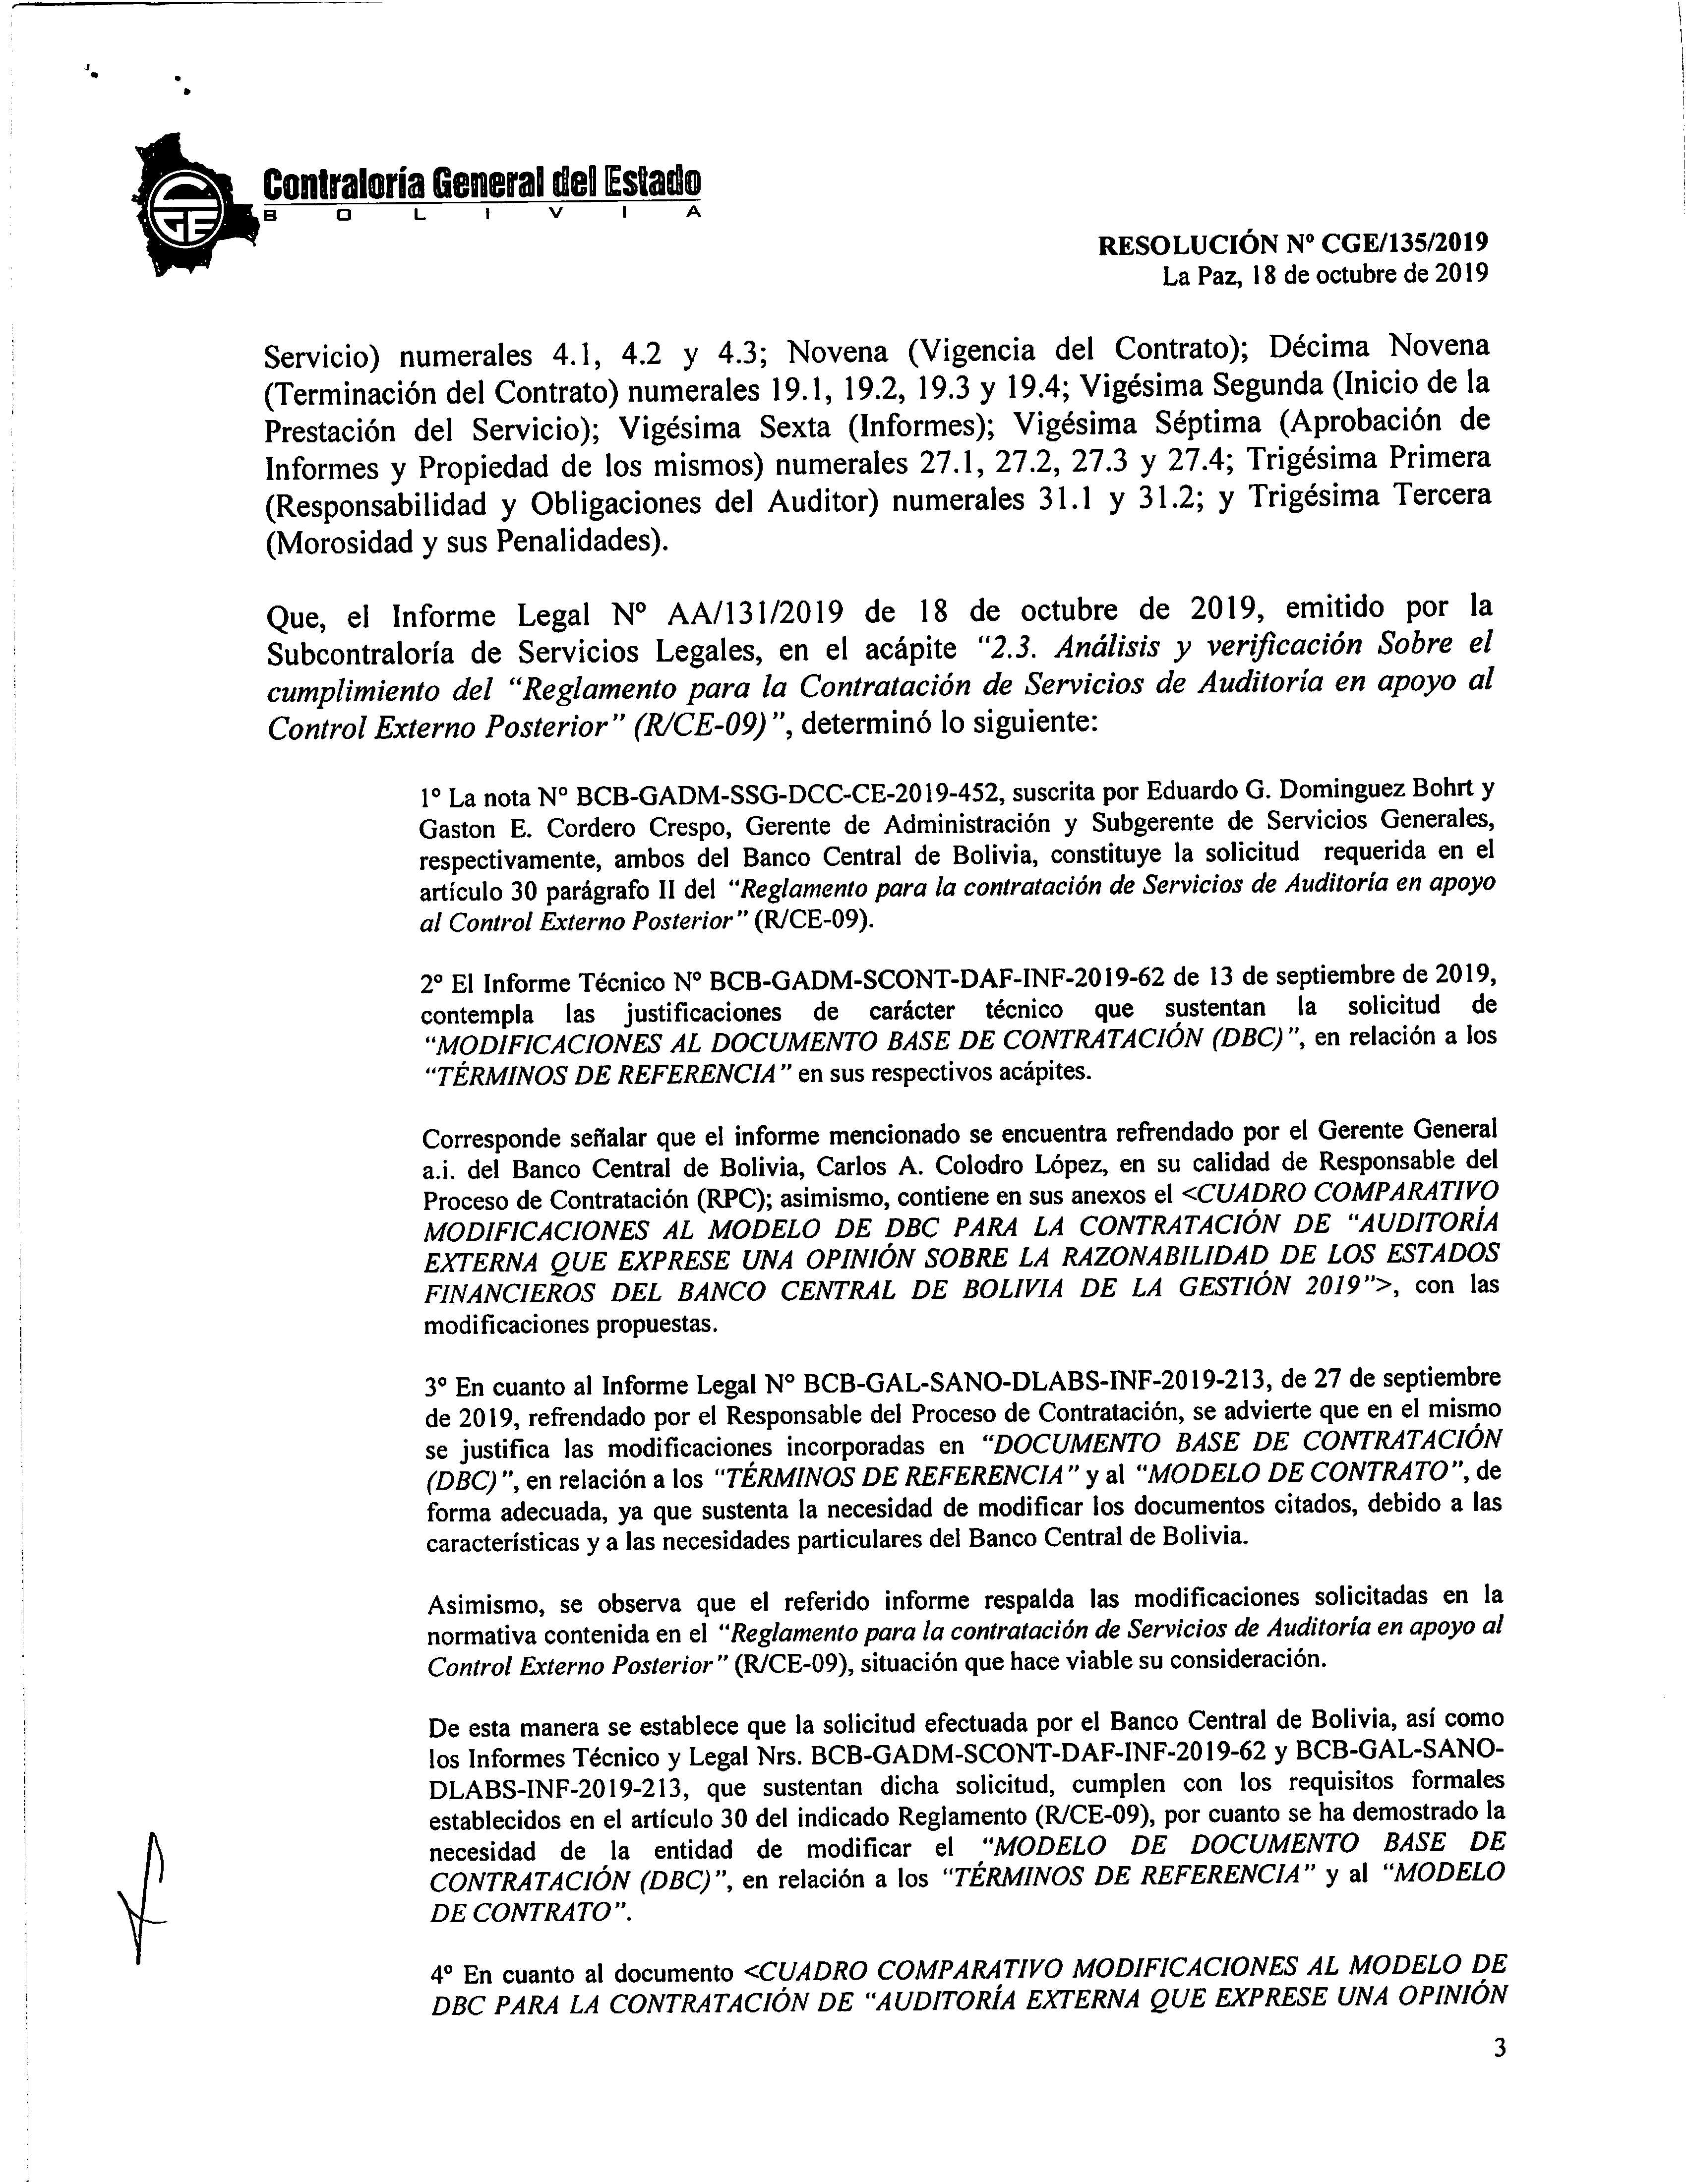 Contraloría General del Estado
B O L I V I A
RESOLUCIÓN Nº CGE/135/2019
La Paz, 18 de octubre de 2019
Servicio) numerales 4.1, 4.2 y 4.3; Novena (Vigencia del Contrato); Décima Novena
(Terminación del Contrato) numerales 19.1, 19.2, 19.3 y 19.4; Vigésima Segunda (Inicio de la
Prestación del Servicio); Vigésima Sexta (Informes); Vigésima Séptima (Aprobación de
Informes y Propiedad de los mismos) numerales 27.1, 27.2, 27.3 y 27.4; Trigésima Primera
(Responsabilidad y Obligaciones del Auditor) numerales 31.1 y 31.2; y Trigésima Tercera
(Morosidad y sus Penalidades).
Que, el Informe Legal Nº AA/131/2019 de 18 de octubre de 2019, emitido por la
Subcontraloría de Servicios Legales, en el acápite “2.3. Análisis y verificación Sobre el
cumplimiento del “Reglamento para la Contratación de Servicios de Auditoría en apoyo al
Control Externo Posterior” (R/CE-09)”, determinó lo siguiente:
1º La nota Nº BCB-GADM-SSG-DCC-CE-2019-452, suscrita por Eduardo G. Dominguez Bohrt y
Gaston E. Cordero Crespo, Gerente de Administración y Subgerente de Servicios Generales,
respectivamente, ambos del Banco Central de Bolivia, constituye la solicitud requerida en el
artículo 30 parágrafo II del “Reglamento para la contratación de Servicios de Auditoría en apoyo
al Control Externo Posterior” (R/CE-09).
2º El Informe Técnico Nº BCB-GADM-SCONT-DAF-INF-2019-62 de 13 de septiembre de 2019,
contempla las justificaciones de carácter técnico que sustentan la solicitud de
“MODIFICACIONES AL DOCUMENTO BASE DE CONTRATACIÓN (DBC)”, en relación a los
“TÉRMINOS DE REFERENCIA” en sus respectivos acápites.
Corresponde señalar que el informe mencionado se encuentra refrendado por el Gerente General
a.i. del Banco Central de Bolivia, Carlos A. Colodro López, en su calidad de Responsable del
Proceso de Contratación (RPC); asimismo, contiene en sus anexos el <CUADRO COMPARATIVO
MODIFICACIONES AL MODELO DE DBC PARA LA CONTRATACIÓN DE “AUDITORÍA
EXTERNA QUE EXPRESE UNA OPINIÓN SOBRE LA RAZONABILIDAD DE LOS ESTADOS
FINANCIEROS DEL BANCO CENTRAL DE BOLIVIA DE LA GESTIÓN 2019”>, con las
modificaciones propuestas.
3º En cuanto al Informe Legal Nº BCB-GAL-SANO-DLABS-INF-2019-213, de 27 de septiembre
de 2019, refrendado por el Responsable del Proceso de Contratación, se advierte que en el mismo
se justifica las modificaciones incorporadas en “DOCUMENTO BASE DE CONTRATACIÓN
(DBC)”, en relación a los “TÉRMINOS DE REFERENCIA” y al “MODELO DE CONTRATO”, de
forma adecuada, ya que sustenta la necesidad de modificar los documentos citados, debido a las
características y a las necesidades particulares del Banco Central de Bolivia.
Asimismo, se observa que el referido informe respalda las modificaciones solicitadas en la
normativa contenida en el “Reglamento para la contratación de Servicios de Auditoría en apoyo al
Control Externo Posterior” (R/CE-09), situación que hace viable su consideración.
De esta manera se establece que la solicitud efectuada por el Banco Central de Bolivia, así como
los Informes Técnico y Legal Nrs. BCB-GADM-SCONT-DAF-INF-2019-62 y BCB-GAL-SANO-
DLABS-INF-2019-213, que sustentan dicha solicitud, cumplen con los requisitos formales
establecidos en el artículo 30 del indicado Reglamento (R/CE-09), por cuanto se ha demostrado la
necesidad de la entidad de modificar el “MODELO DE DOCUMENTO BASE DE
CONTRATACIÓN (DBC)”, en relación a los “TÉRMINOS DE REFERENCIA” y al “MODELO
DE CONTRATO”.
4º En cuanto al documento <CUADRO COMPARATIVO MODIFICACIONES AL MODELO DE
DBC PARA LA CONTRATACIÓN DE “AUDITORÍA EXTERNA QUE EXPRESE UNA OPINIÓN
3